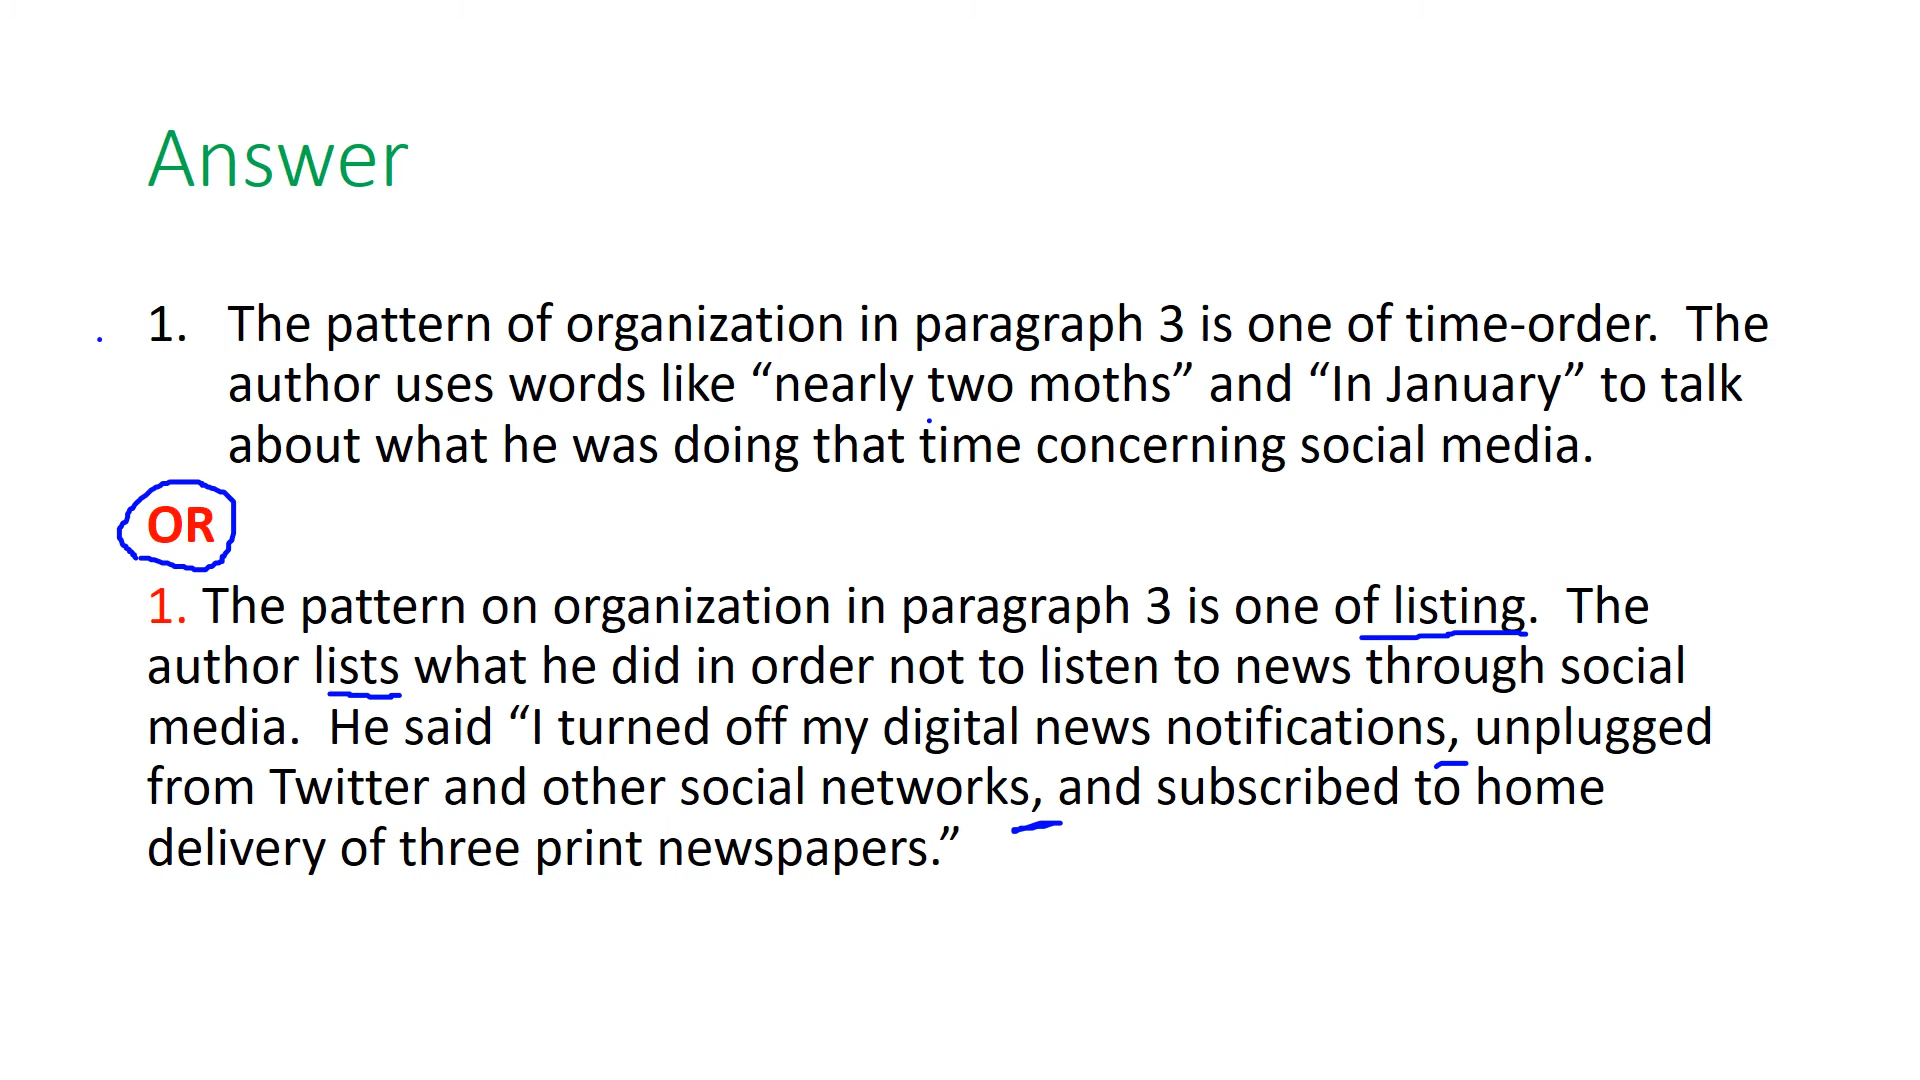 Answer
1. The pattern of organization in paragraph 3 is one of time-order. The
author uses words like “nearly two moths” and “In January” to talk
about what he was doing that time concerning social media.
OR
1. The pattern on organization in paragraph 3 is one of listing. The
author lists what he did in order not to listen to news through social
media. He said “I turned off my digital news notifications, unplugged
from Twitter and other social networks, and subscribed to home
delivery of three print newspapers.”